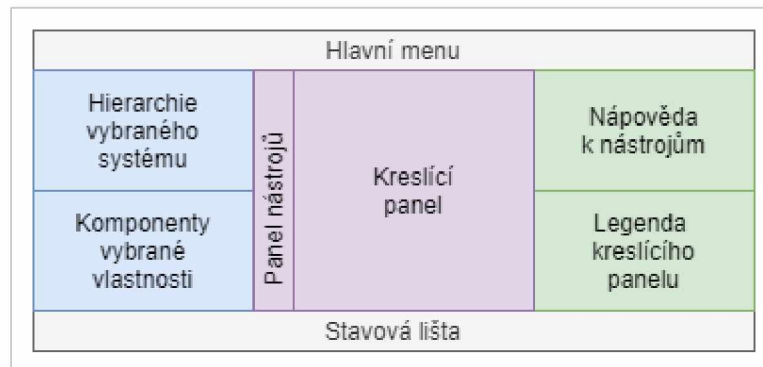 Hlavní menu
Hierarchie
vybraného
systému
Komponenty
vybrané
vlastnosti
Panel nástrojů
Kreslící
panel
Nápověda
k nástrojům
Legenda
kreslícího
panelu
Stavová lišta